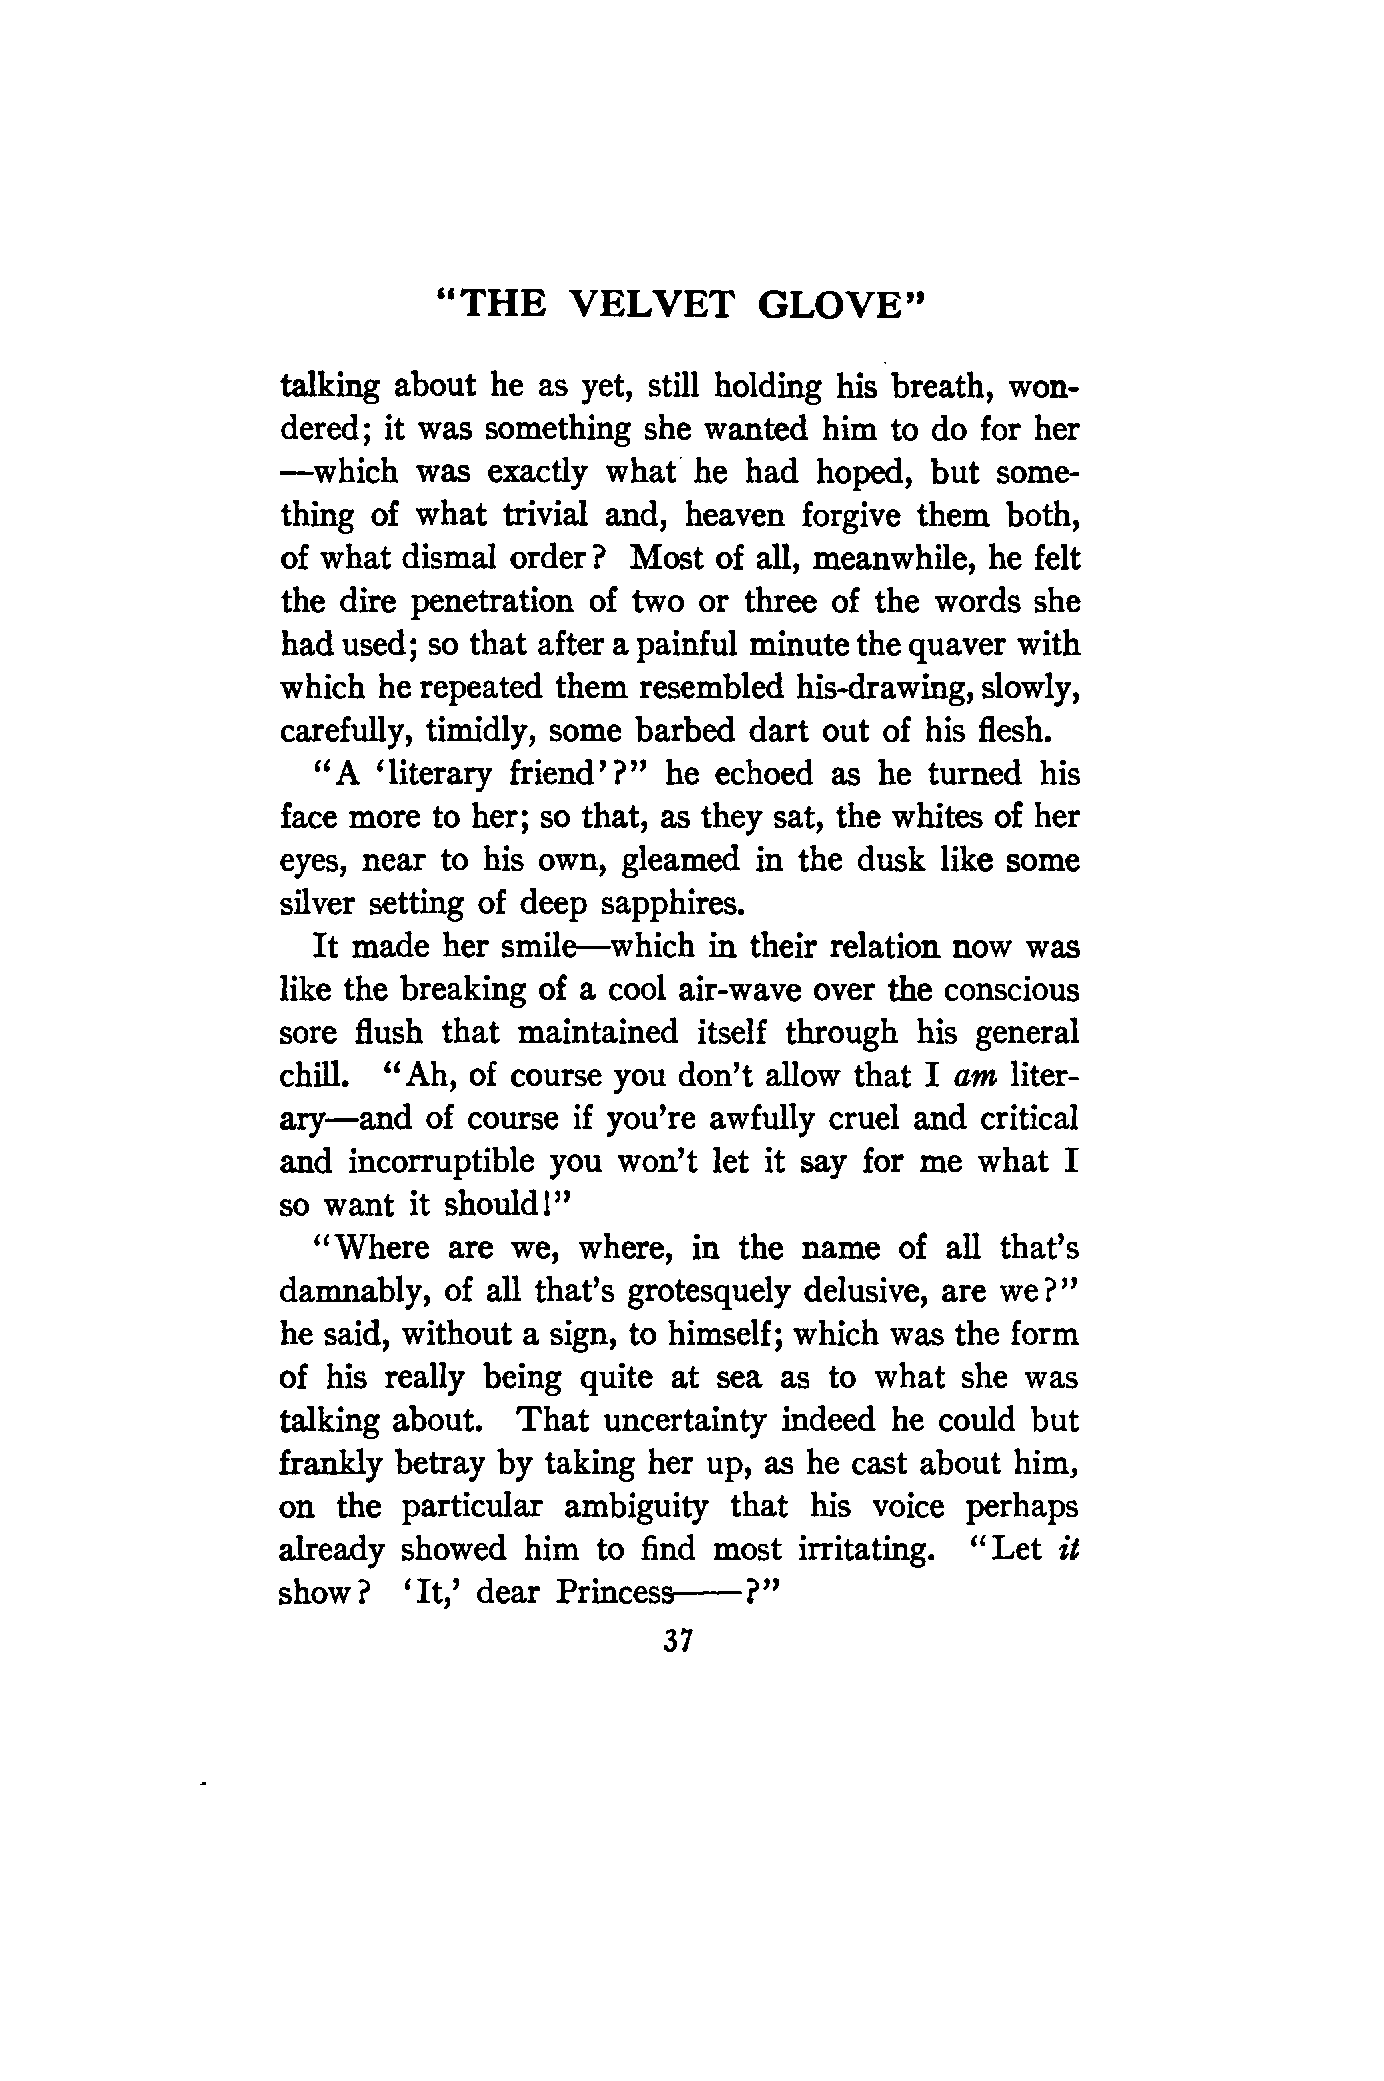 “THE VELVET GLOVE”
talking about he as yet, still holding his breath, won-
dered; it was something she wanted him to do for her
—which was exactly what he had hoped, but some-
thing of what trivial and, heaven forgive them both,
of what dismal order? Most of all, meanwhile, he felt
the dire penetration of two or three of the words she
had used; so that after a painful minute the quaver with
which he repeated them resembled his-drawing, slowly,
carefully, timidly, some barbed dart out of his flesh.
“A ‘literary friend’?” he echoed as he turned his
face more to her; so that, as they sat, the whites of her
eyes, near to his own, gleamed in the dusk like some
silver setting of deep sapphires.
It made her smile—which in their relation now was
like the breaking of a cool air-wave over the conscious
sore flush that maintained itself through his general
chill. “Ah, of course you don’t allow that I am liter-
ary—and of course if you’re awfully cruel and critical
and incorruptible you won’t let it say for me what I
so want it should!”
“Where are we, where, in the name of all that’s
damnably, of all that’s grotesquely delusive, are we?”
he said, without a sign, to himself; which was the form
of his really being quite at sea as to what she was
talking about. That uncertainty indeed he could but
frankly betray by taking her up, as he cast about him,
on the particular ambiguity that his voice perhaps
already showed him to find most irritating. “Let it
show? ‘It,’ dear Princess——?”
37